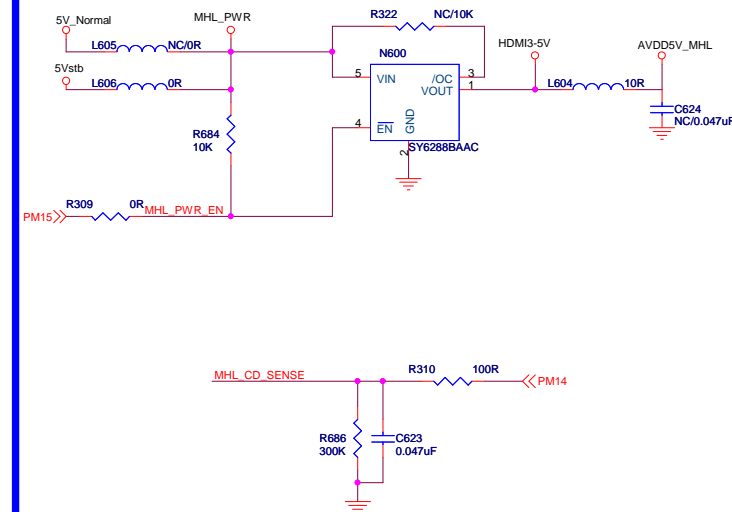 R322 NC/10K
5V_Normal MHL_PWR
HDMI3-5V AVDD5V_MHL
L605 NC/0R N600
5Vstb
5 VIN /OC 3
L606 0R VOUT 1 L604 10R
C624
NC/0.047uF
4 EN
GND
R684
10K
2 SY6288BAAC
R309 0R MHL_PWR_EN
PM15
MHL_CD_SENSE R310 100R PM14
R686 C623
300K 0.047uF